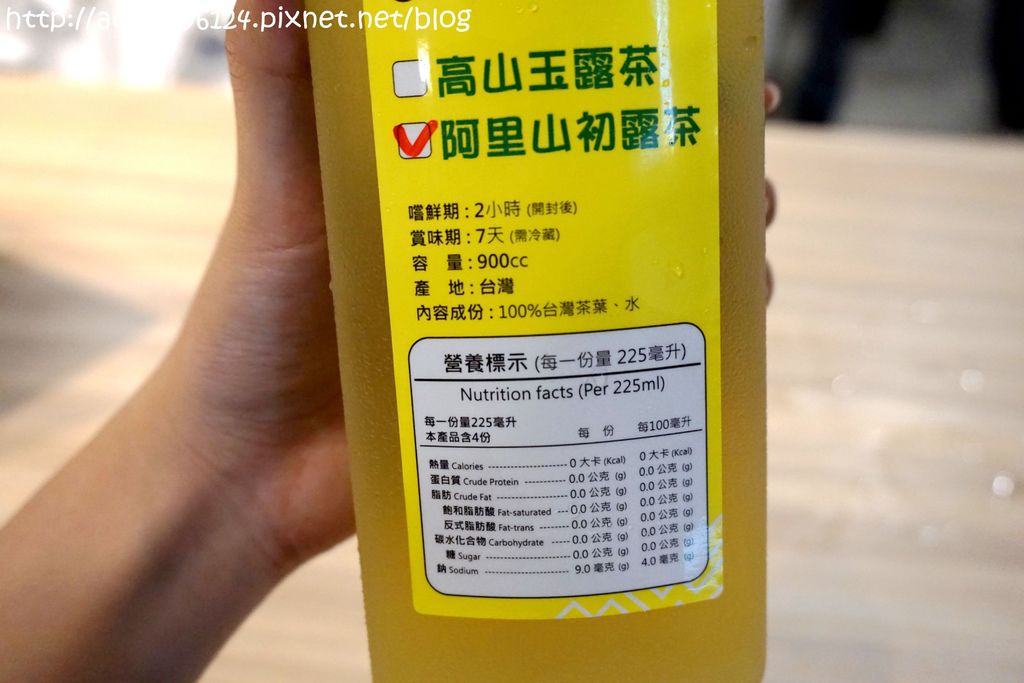 高山玉露茶
阿里山初露茶
嚐鮮期:2小時 (開封後)
賞味期:7天 (需冷藏)
容 量:900cc
產 地:台灣
內容成份:100%台灣茶葉、水
營養標示 (每一份量 225毫升)
Nutrition facts (Per 225ml)
每一份量225毫升
本產品含4份 每 份 每100毫升
熱量 Calories 0 大卡 (Kcal) 0 大卡 (Kcal)
蛋白質 Crude Protein 0.0 公克 (g) 0.0 公克 (g)
脂肪 Crude Fat 0.0 公克 (g) 0.0 公克 (g)
飽和脂肪酸 Fat-saturated 0.0 公克 (g) 0.0 公克 (g)
反式脂肪酸 Fat-trans 0.0 公克 (g) 0.0 公克 (g)
碳水化合物 Carbohydrate 0.0 公克 (g) 0.0 公克 (g)
糖 Sugar 0.0 公克 (g) 0.0 公克 (g)
鈉 Sodium 9.0 毫克 (g) 4.0 毫克 (g)